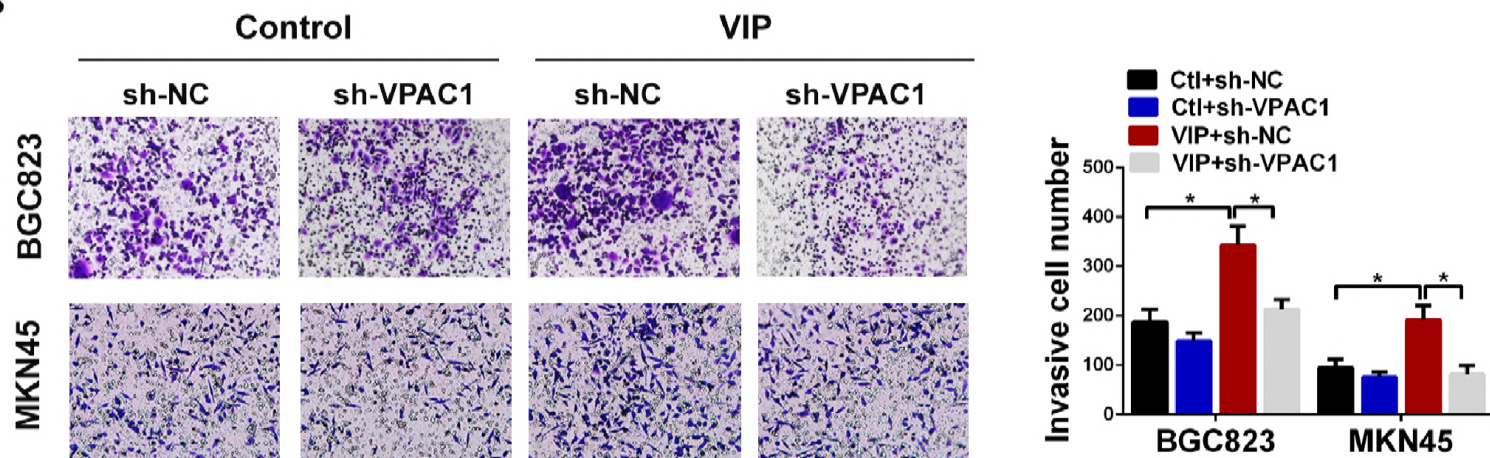 Control VIP
sh-NC sh-VPAC1 sh-NC sh-VPAC1
BGC823
MKN45
Ctl+sh-NC
Ctl+sh-VPAC1
VIP+sh-NC
VIP+sh-VPAC1
Invasive cell number
500
400
300
200
100
0
* *
* *
BGC823 MKN45